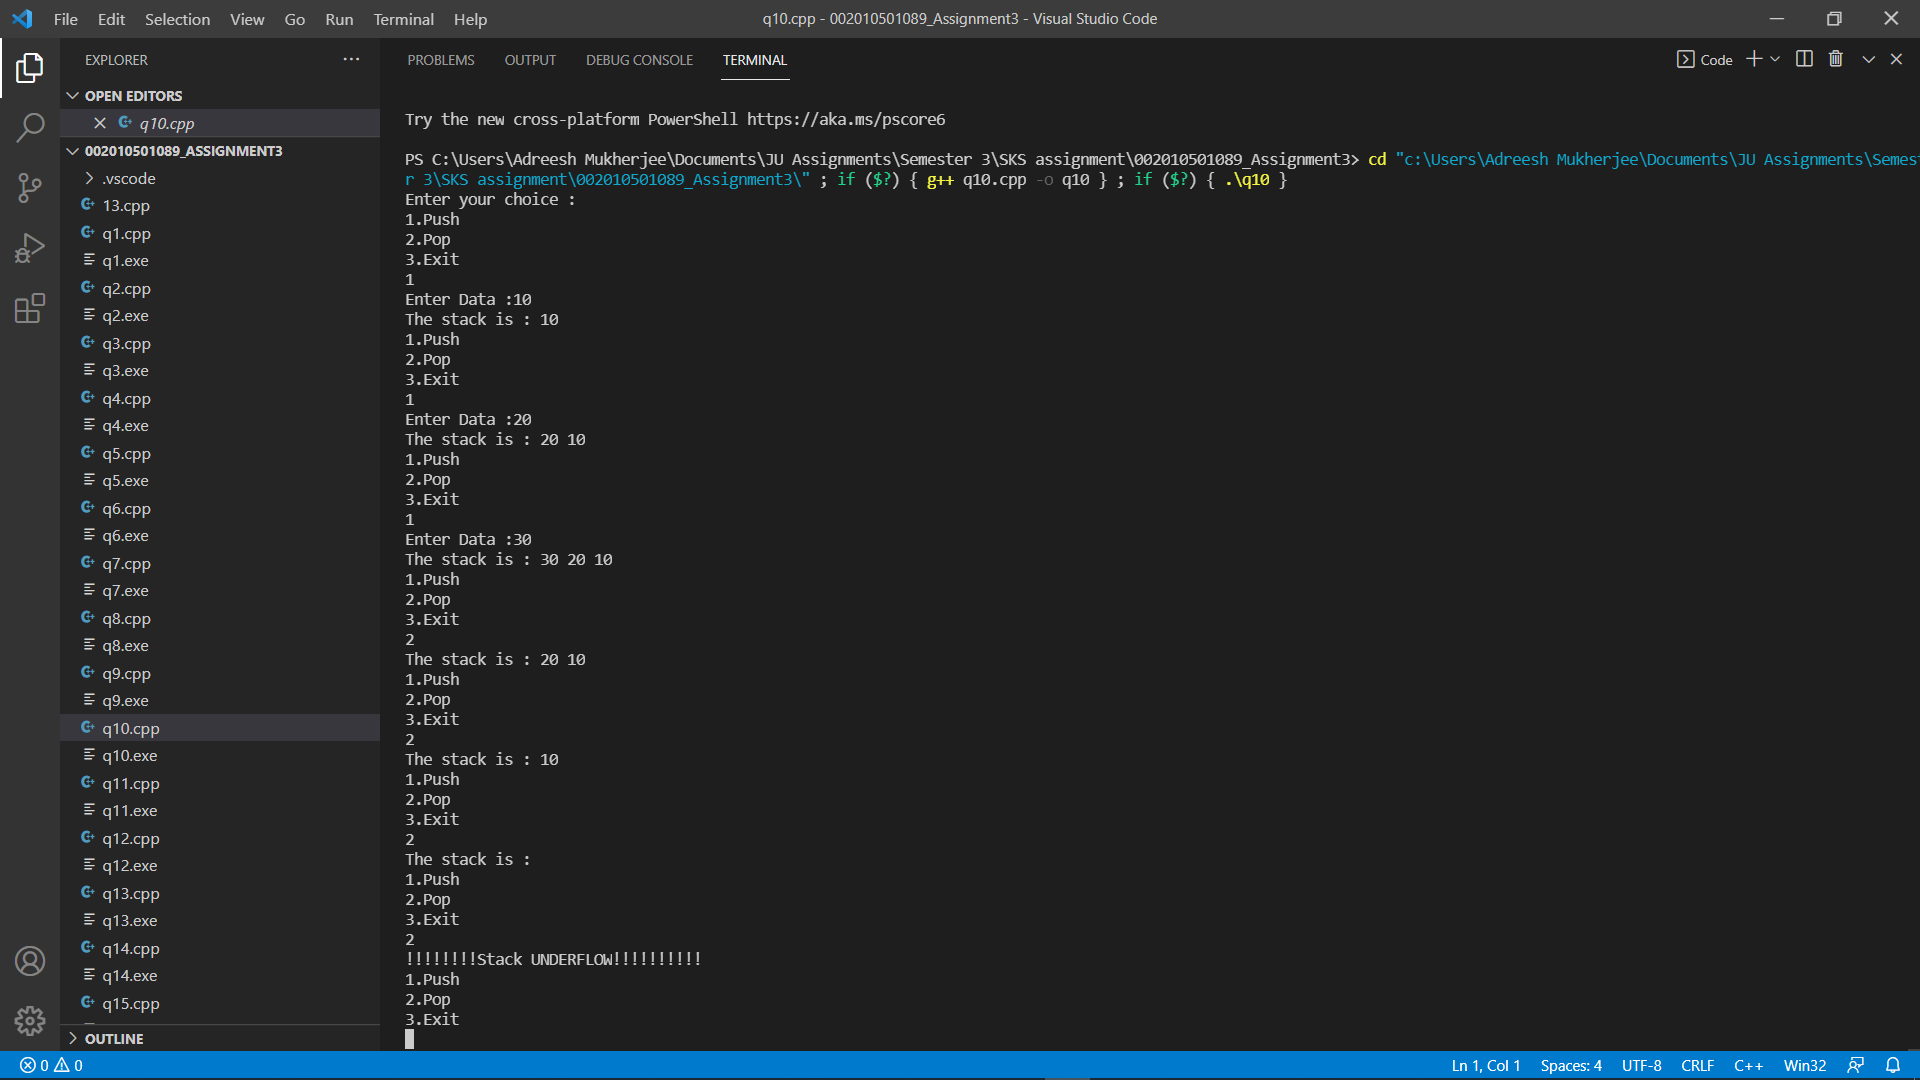 File Edit Selection View Go Run Terminal Help
q10.cpp - 002010501089_Assignment3 - Visual Studio Code
EXPLORER
OPEN EDITORS
q10.cpp
002010501089_ASSIGNMENT3
.vscode
13.cpp
q1.cpp
q1.exe
q2.cpp
q2.exe
q3.cpp
q3.exe
q4.cpp
q4.exe
q5.cpp
q5.exe
q6.cpp
q6.exe
q7.cpp
q7.exe
q8.cpp
q8.exe
q9.cpp
q9.exe
q10.cpp
q10.exe
q11.cpp
q11.exe
q12.cpp
q12.exe
q13.cpp
q13.exe
q14.cpp
q14.exe
q15.cpp
OUTLINE
PROBLEMS OUTPUT DEBUG CONSOLE TERMINAL
Code
Try the new cross-platform PowerShell https://aka.ms/pscore6
PS C:\Users\Adreesh Mukherjee\Documents\JU Assignments\Semester 3\SKS assignment\002010501089_Assignment3> cd "c:\Users\Adreesh Mukherjee\Documents\JU Assignments\Semest
r 3\SKS assignment\002010501089_Assignment3\" ; if ($?) { g++ q10.cpp -o q10 } ; if ($?) { .\q10 }
Enter your choice :
1.Push
2.Pop
3.Exit
1
Enter Data :10
The stack is : 10
1.Push
2.Pop
3.Exit
1
Enter Data :20
The stack is : 20 10
1.Push
2.Pop
3.Exit
1
Enter Data :30
The stack is : 30 20 10
1.Push
2.Pop
3.Exit
2
The stack is : 20 10
1.Push
2.Pop
3.Exit
2
The stack is : 10
1.Push
2.Pop
3.Exit
2
The stack is :
1.Push
2.Pop
3.Exit
2
!!!!!!!!Stack UNDERFLOW!!!!!!!!!!
1.Push
2.Pop
3.Exit
0 0
Ln 1, Col 1 Spaces: 4 UTF-8 CRLF C++ Win32